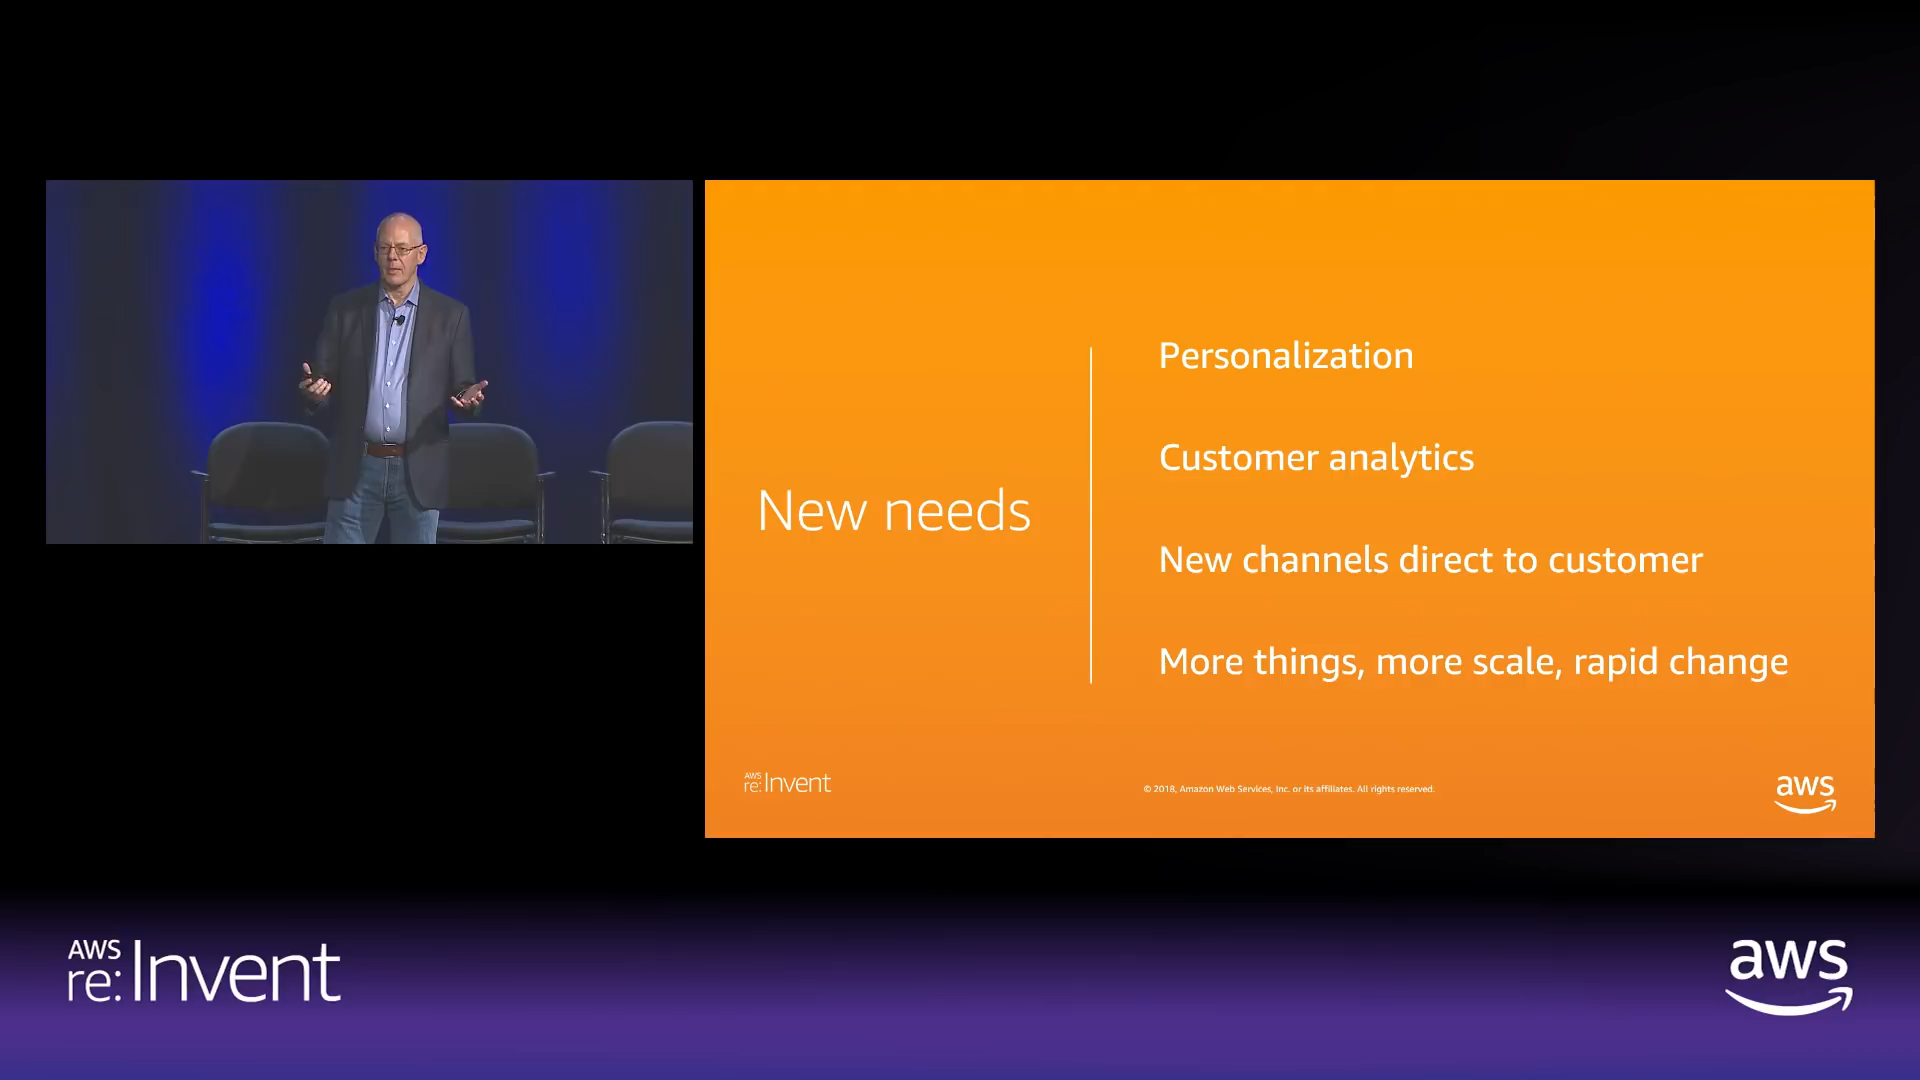 New needs
Personalization
Customer analytics
New channels direct to customer
More things, more scale, rapid change
AWS
re:Invent
© 2018, Amazon Web Services, Inc. or its affiliates. All rights reserved.
aws
AWS
re:Invent
aws